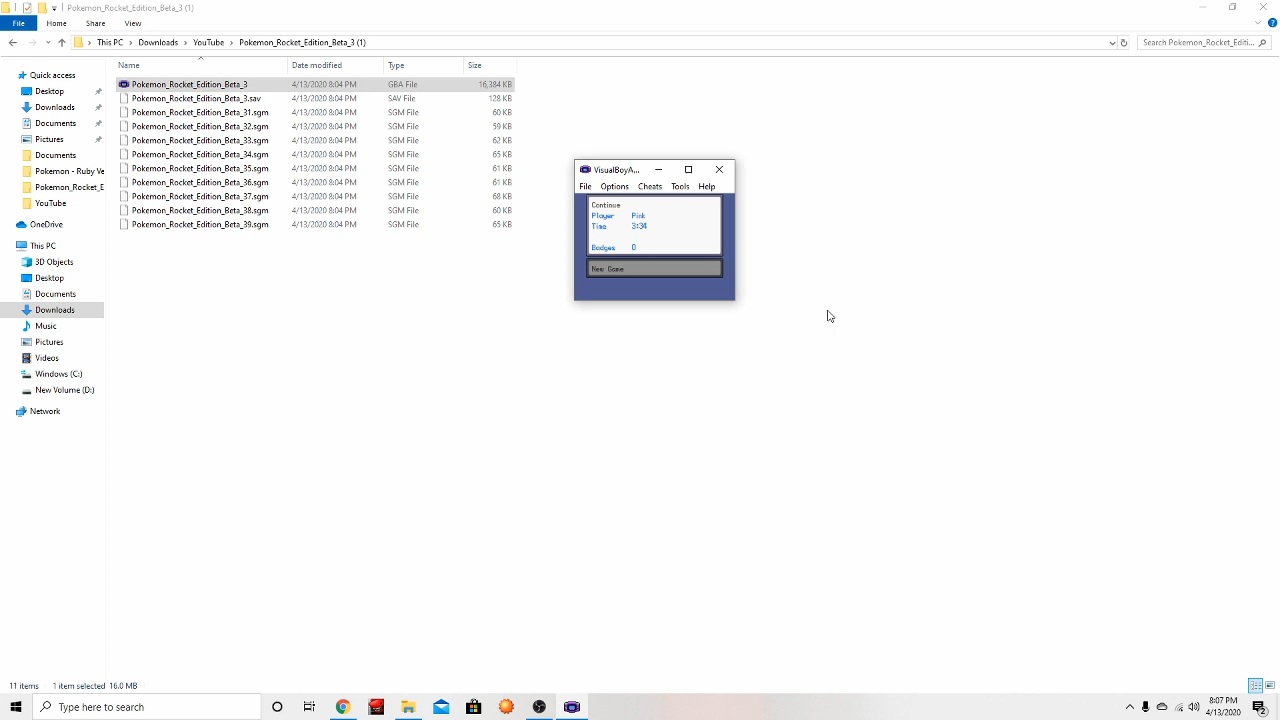 Pokemon_Rocket_Edition_Beta_3 (1)
File Home Share View
This PC Downloads YouTube Pokemon_Rocket_Edition_Beta_3 (1) Search Pokemon_Rocket_Editi...
Name Date modified Type Size
Quick access
Desktop
Downloads
Documents
Pictures
Documents
Pokemon - Ruby Ve
Pokemon_Rocket_E
YouTube
OneDrive
This PC
3D Objects
Desktop
Documents
Downloads
Music
Pictures
Videos
Windows (C:)
New Volume (D:)
Network
Pokemon_Rocket_Edition_Beta_3 4/13/2020 8:04 PM GBA File 16,384 KB
Pokemon_Rocket_Edition_Beta_3.sav 4/13/2020 8:04 PM SAV File 128 KB
Pokemon_Rocket_Edition_Beta_31.sgm 4/13/2020 8:04 PM SGM File 60 KB
Pokemon_Rocket_Edition_Beta_32.sgm 4/13/2020 8:04 PM SGM File 59 KB
Pokemon_Rocket_Edition_Beta_33.sgm 4/13/2020 8:04 PM SGM File 62 KB
Pokemon_Rocket_Edition_Beta_34.sgm 4/13/2020 8:04 PM SGM File 65 KB
Pokemon_Rocket_Edition_Beta_35.sgm 4/13/2020 8:04 PM SGM File 61 KB
Pokemon_Rocket_Edition_Beta_36.sgm 4/13/2020 8:04 PM SGM File 61 KB
Pokemon_Rocket_Edition_Beta_37.sgm 4/13/2020 8:04 PM SGM File 68 KB
Pokemon_Rocket_Edition_Beta_38.sgm 4/13/2020 8:04 PM SGM File 60 KB
Pokemon_Rocket_Edition_Beta_39.sgm 4/13/2020 8:04 PM SGM File 65 KB
VisualBoyA...
File Options Cheats Tools Help
Continue
Player Pink
Time 3:34
Badges 0
New Game
11 items 1 item selected 16.0 MB
Type here to search
8:07 PM
4/13/2020
2